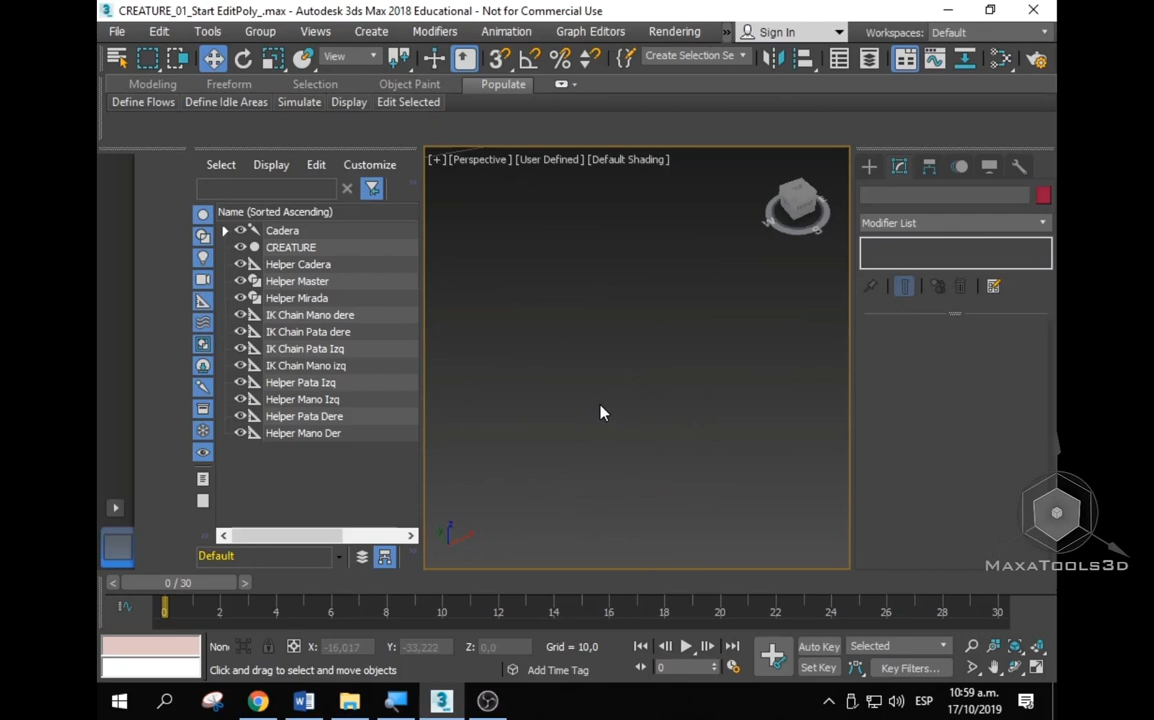 CREATURE_01_Start EditPoly_.max - Autodesk 3ds Max 2018 Educational - Not for Commercial Use
File Edit Tools Group Views Create Modifiers Animation Graph Editors Rendering » Sign In Workspaces: Default
View Create Selection Se
Modeling Freeform Selection Object Paint Populate
Define Flows Define Idle Areas Simulate Display Edit Selected
Select Display Edit Customize
[+] [Perspective] [User Defined] [Default Shading]
Name (Sorted Ascending)
Modifier List
Cadera
CREATURE
Helper Cadera
Helper Master
Helper Mirada
IK Chain Mano dere
IK Chain Pata dere
IK Chain Pata Izq
IK Chain Mano izq
Helper Pata Izq
Helper Mano Izq
Helper Pata Dere
Helper Mano Der
z
MAXATOOLS3D
Default
< 0 / 30 >
0 2 4 6 8 10 12 14 16 18 20 22 24 26 28 30
Non X: -16,017 Y: -33,222 Z: 0,0 Grid = 10,0 Auto Key Selected
Click and drag to select and move objects Add Time Tag 0 Set Key Key Filters...
ESP
10:59 a.m.
17/10/2019